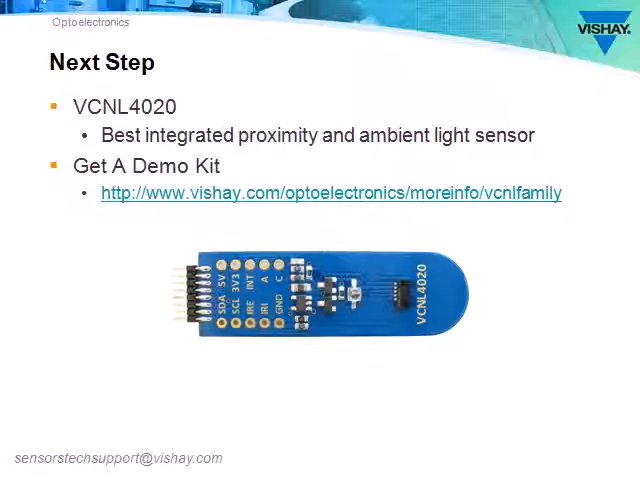 Optoelectronics
VISHAY.
Next Step
VCNL4020
Best integrated proximity and ambient light sensor
Get A Demo Kit
http://www.vishay.com/optoelectronics/moreinfo/vcnlfamily
5V 3V3 INT A C
SDA SCL IRE IRI GND
VCNL4020
sensorstechsupport@vishay.com